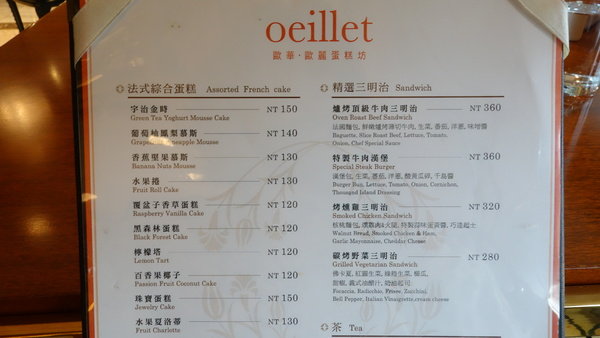 oeillet
歐華·歐麗蛋糕坊
法式綜合蛋糕 Assorted French cake
宇治金時 NT 150
Green Tea Yoghurt Mousse Cake
葡萄柚鳳梨慕斯 NT 140
Grapefruit Pineapple Mousse
香蕉堅果慕斯 NT 130
Banana Nuts Mousse
水果捲 NT 130
Fruit Roll Cake
覆盆子香草蛋糕 NT 120
Raspberry Vanilla Cake
黑森林蛋糕 NT 120
Black Forest Cake
檸檬塔 NT 120
Lemon Tart
百香果椰子 NT 120
Passion Fruit Coconut Cake
珠寶蛋糕 NT 150
Jewelry Cake
水果夏洛蒂 NT 130
Fruit Charlotte
精選三明治 Sandwich
爐烤頂級牛肉三明治 NT 360
Oven Roast Beef Sandwich
法國麵包, 鮮嫩爐烤薄切牛肉, 生菜, 番茄, 洋蔥, 味噌醬
Baguette, Slice Roast Beef, Lettuce, Tomato,
Onion, Chef Special Sauce
特製牛肉漢堡 NT 360
Special Steak Burger
漢堡包, 生菜, 番茄, 洋蔥, 酸黃瓜碎, 千島醬
Burger Bun, Lettuce, Tomato, Onion, Cornichon,
Thousand Island Dressing
烤燻雞三明治 NT 320
Smoked Chicken Sandwich
核桃麵包, 燻雞肉&火腿, 特製蒜味蛋黃醬, 巧達起士
Walnut Bread, Smoked Chicken & Ham,
Garlic Mayonnaise, Cheddar Cheese
碳烤野菜三明治 NT 280
Grilled Vegetarian Sandwich
佛卡夏, 紅圓生菜, 綠捲生菜, 櫛瓜,
甜椒, 義式油醋汁, 奶油起司
Focaccia, Radicchio, Frisee, Zucchini,
Bell Pepper, Italian Vinaigrette, cream cheese
茶 Tea